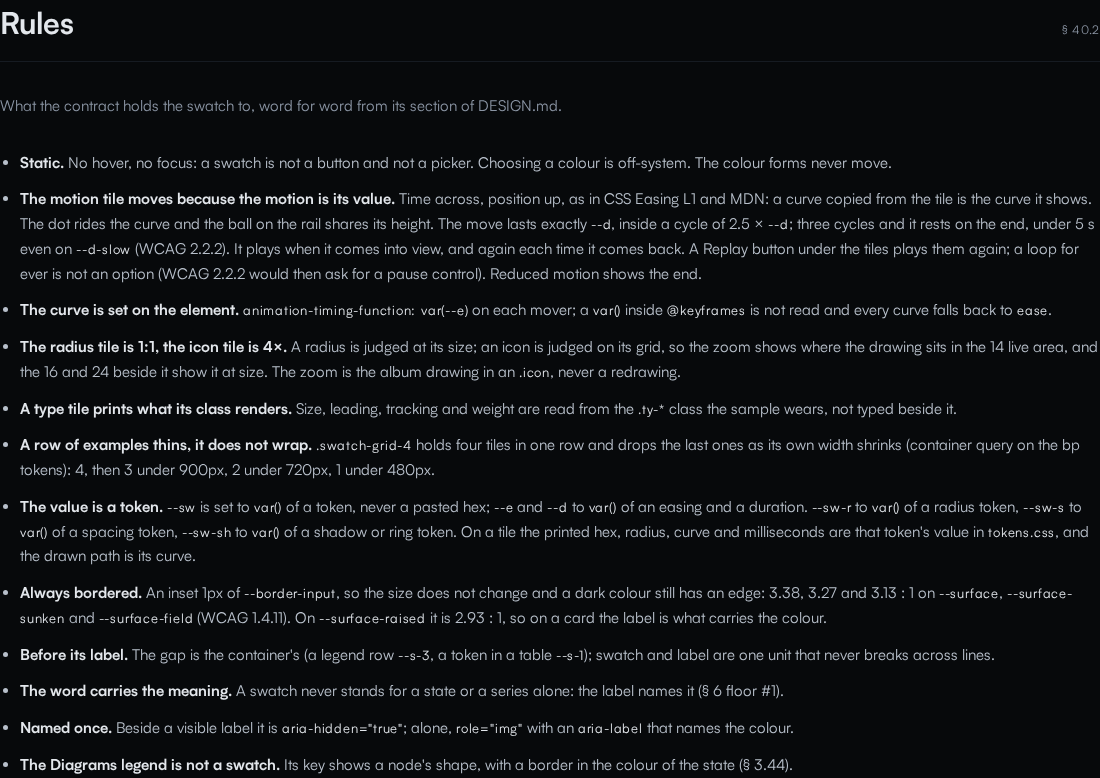 Rules
§ 40.2
What the contract holds the swatch to, word for word from its section of DESIGN.md.
• Static. No hover, no focus: a swatch is not a button and not a picker. Choosing a colour is off-system. The colour forms never move.
• The motion tile moves because the motion is its value. Time across, position up, as in CSS Easing L1 and MDN: a curve copied from the tile is the curve it shows.
The dot rides the curve and the ball on the rail shares its height. The move lasts exactly --d, inside a cycle of 2.5 × --d; three cycles and it rests on the end, under 5 s
even on --d-slow (WCAG 2.2.2). It plays when it comes into view, and again each time it comes back. A Replay button under the tiles plays them again; a loop for
ever is not an option (WCAG 2.2.2 would then ask for a pause control). Reduced motion shows the end.
• The curve is set on the element. animation-timing-function: var(--e) on each mover; a var() inside @keyframes is not read and every curve falls back to ease.
• The radius tile is 1:1, the icon tile is 4×. A radius is judged at its size; an icon is judged on its grid, so the zoom shows where the drawing sits in the 14 live area, and
the 16 and 24 beside it show it at size. The zoom is the album drawing in an .icon, never a redrawing.
• A type tile prints what its class renders. Size, leading, tracking and weight are read from the .ty-* class the sample wears, not typed beside it.
• A row of examples thins, it does not wrap. .swatch-grid-4 holds four tiles in one row and drops the last ones as its own width shrinks (container query on the bp
tokens): 4, then 3 under 900px, 2 under 720px, 1 under 480px.
• The value is a token. --sw is set to var() of a token, never a pasted hex; --e and --d to var() of an easing and a duration. --sw-r to var() of a radius token, --sw-s to
var() of a spacing token, --sw-sh to var() of a shadow or ring token. On a tile the printed hex, radius, curve and milliseconds are that token's value in tokens.css, and
the drawn path is its curve.
• Always bordered. An inset 1px of --border-input, so the size does not change and a dark colour still has an edge: 3.38, 3.27 and 3.13 : 1 on --surface, --surface-
sunken and --surface-field (WCAG 1.4.11). On --surface-raised it is 2.93 : 1, so on a card the label is what carries the colour.
• Before its label. The gap is the container's (a legend row --s-3, a token in a table --s-1); swatch and label are one unit that never breaks across lines.
• The word carries the meaning. A swatch never stands for a state or a series alone: the label names it (§ 6 floor #1).
• Named once. Beside a visible label it is aria-hidden="true"; alone, role="img" with an aria-label that names the colour.
• The Diagrams legend is not a swatch. Its key shows a node's shape, with a border in the colour of the state (§ 3.44).